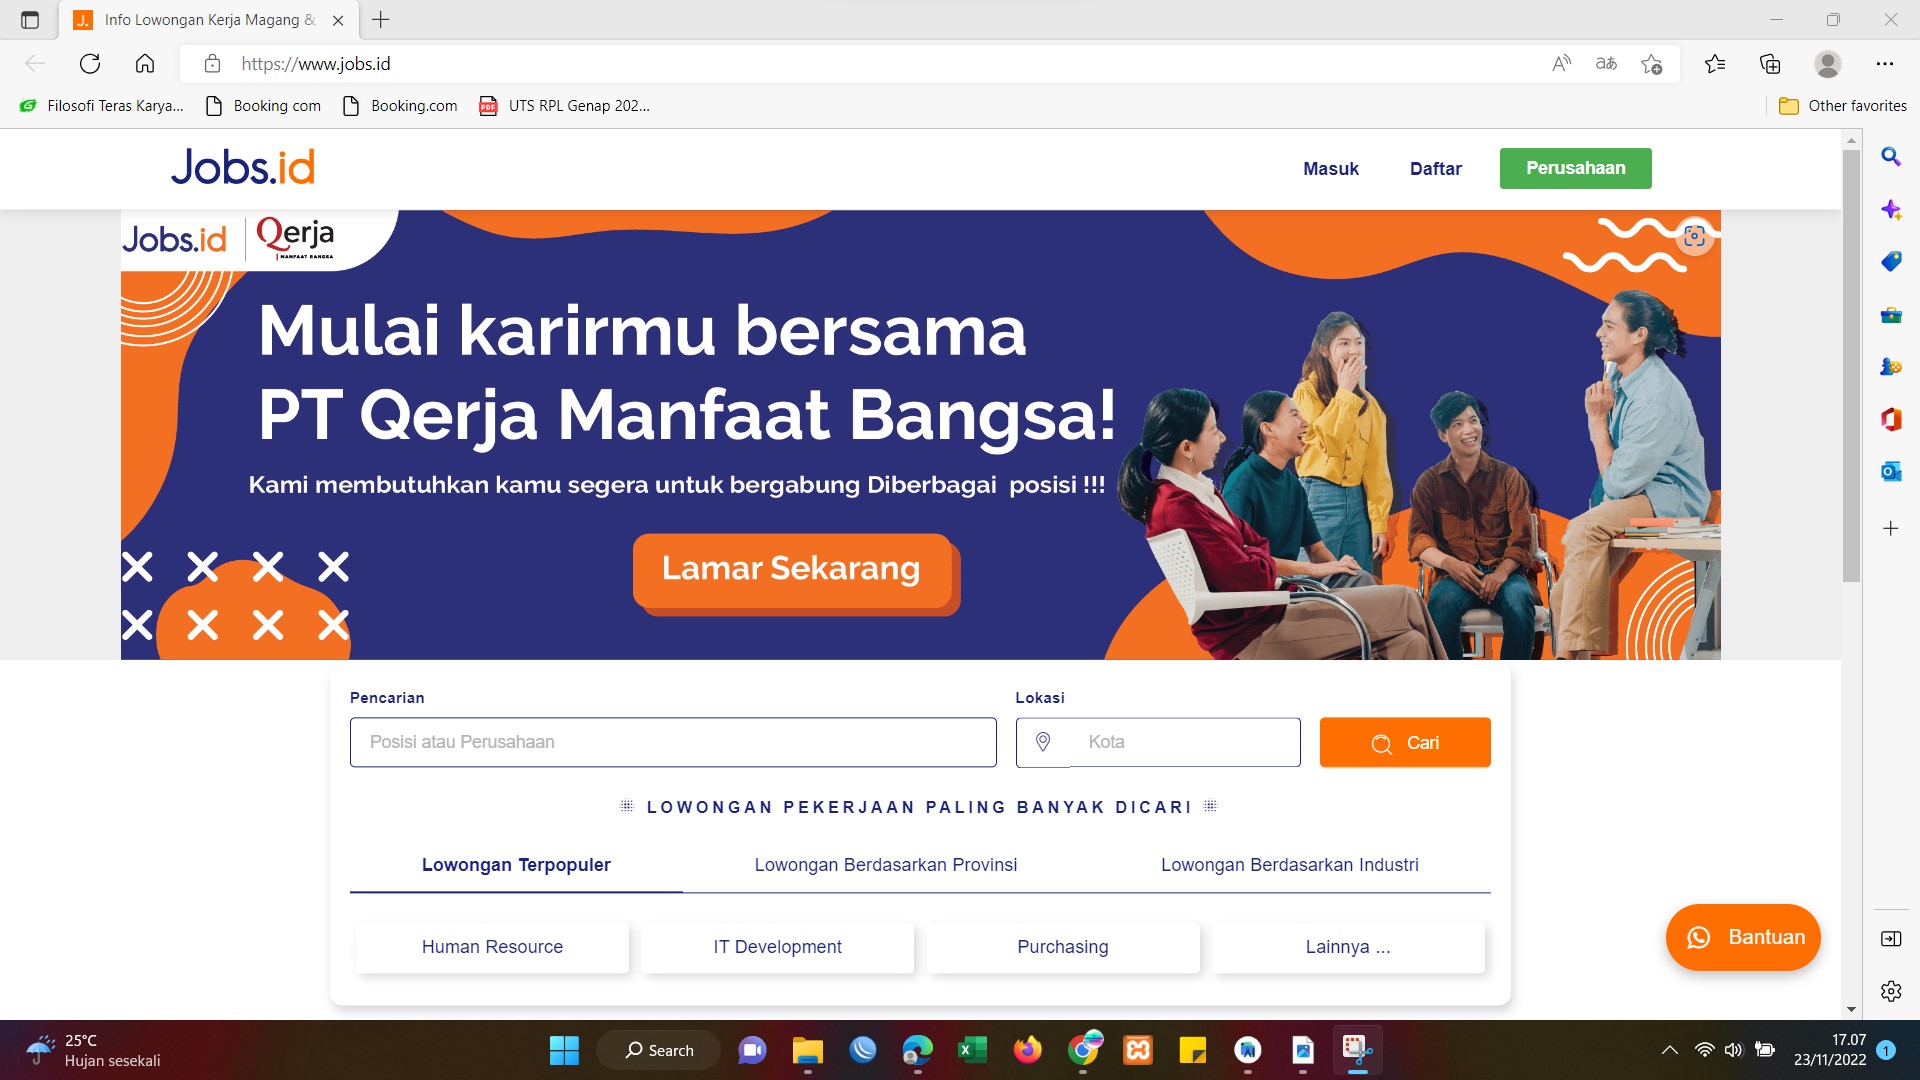 Info Lowongan Kerja Magang &
https://www.jobs.id
Filosofi Teras Karya...
Booking com
Booking.com
UTS RPL Genap 202...
Other favorites
Jobs.id
Masuk
Daftar
Perusahaan
Jobs.id
Qerja
MANFAAT BANGSA
Mulai karirmu bersama
PT Qerja Manfaat Bangsa!
Kami membutuhkan kamu segera untuk bergabung Diberbagai posisi !!!
Lamar Sekarang
Pencarian
Lokasi
Posisi atau Perusahaan
Kota
Cari
LOWONGAN PEKERJAAN PALING BANYAK DICARI
Lowongan Terpopuler
Lowongan Berdasarkan Provinsi
Lowongan Berdasarkan Industri
Human Resource
IT Development
Purchasing
Lainnya ...
Bantuan
25°C
Hujan sesekali
Search
17.07
23/11/2022
1